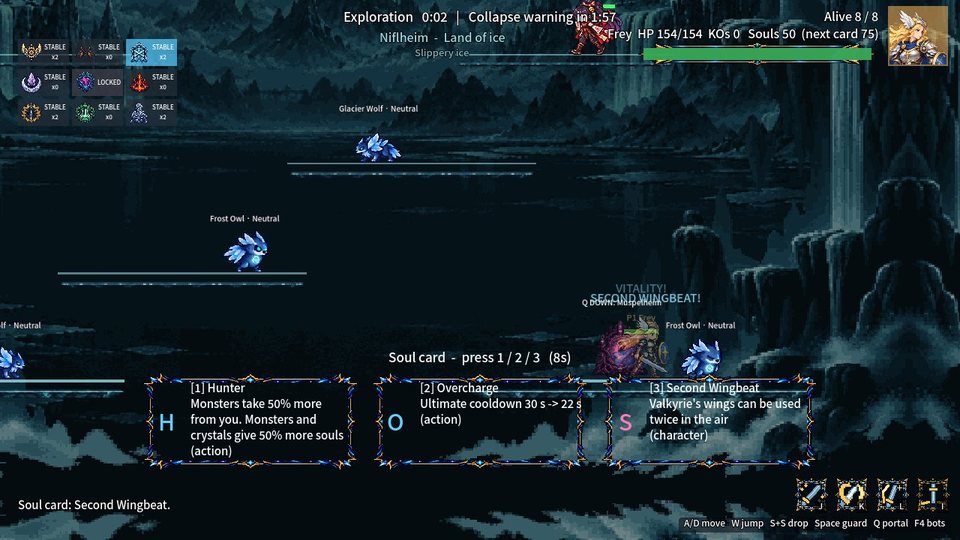 Exploration 0:02 | Collapse warning in 1:57
Alive 8 / 8
Niflheim - Land of ice
Frey HP 154/154 KOs 0 Souls 50 (next card 75)
Slippery ice
STABLE x2
STABLE x0
STABLE x2
STABLE x0
LOCKED
STABLE x0
STABLE x2
STABLE x0
STABLE x2
Glacier Wolf · Neutral
Frost Owl · Neutral
VITALITY!
SECOND WINGBEAT!
Q DOWN: Muspelheim
P1 Frey
lf · Neutral
Frost Owl · Neutral
Soul card - press 1 / 2 / 3 (8s)
[1] Hunter
Monsters take 50% more
from you. Monsters and
crystals give 50% more souls
(action)
H
[2] Overcharge
Ultimate cooldown 30 s -> 22 s
(action)
O
[3] Second Wingbeat
Valkyrie's wings can be used
twice in the air
(character)
S
Soul card: Second Wingbeat.
J
K
L
I
A/D move W jump S+S drop Space guard Q portal F4 bots